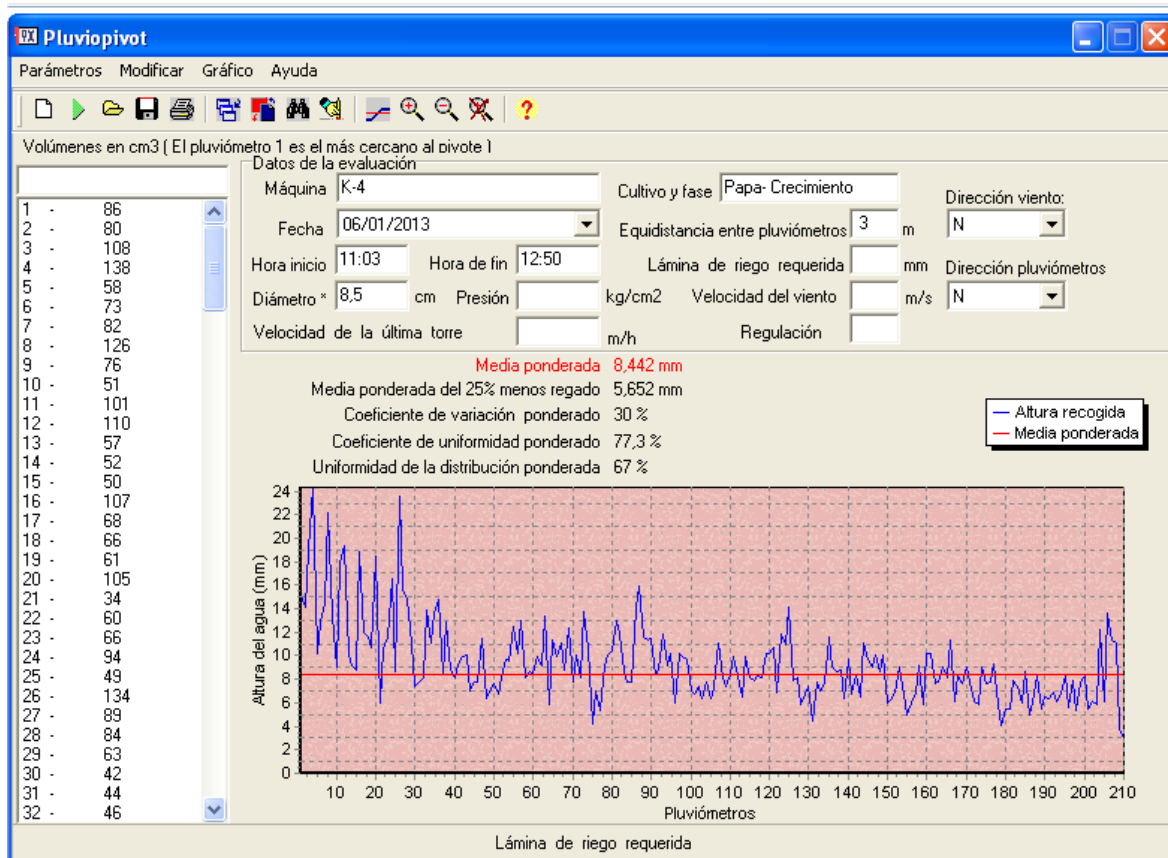 Pluviopivot
Parámetros Modificar Gráfico Ayuda
Volúmenes en cm3 ( El pluviómetro 1 es el más cercano al pivote )
1 - 86
2 - 80
3 - 108
4 - 138
5 - 58
6 - 73
7 - 82
8 - 126
9 - 76
10 - 51
11 - 101
12 - 110
13 - 57
14 - 52
15 - 50
16 - 107
17 - 68
18 - 66
19 - 61
20 - 105
21 - 34
22 - 60
23 - 66
24 - 94
25 - 49
26 - 134
27 - 89
28 - 84
29 - 63
30 - 42
31 - 44
32 - 46
Datos de la evaluación
Máquina K-4 Cultivo y fase Papa- Crecimiento Dirección viento:
Fecha 06/01/2013 Equidistancia entre pluviómetros 3 m N
Hora inicio 11:03 Hora de fin 12:50 Lámina de riego requerida mm Dirección pluviómetros
Diámetro * 8,5 cm Presión kg/cm2 Velocidad del viento m/s N
Velocidad de la última torre m/h Regulación
Media ponderada 8,442 mm
Media ponderada del 25% menos regado 5,652 mm
Coeficiente de variación ponderado 30 %
Coeficiente de uniformidad ponderado 77,3 %
Uniformidad de la distribución ponderada 67 %
Altura recogida
Media ponderada
Altura del agua (mm)
24
22
20
18
16
14
12
10
8
6
4
2
0
10 20 30 40 50 60 70 80 90 100 110 120 130 140 150 160 170 180 190 200 210
Pluviómetros
Lámina de riego requerida